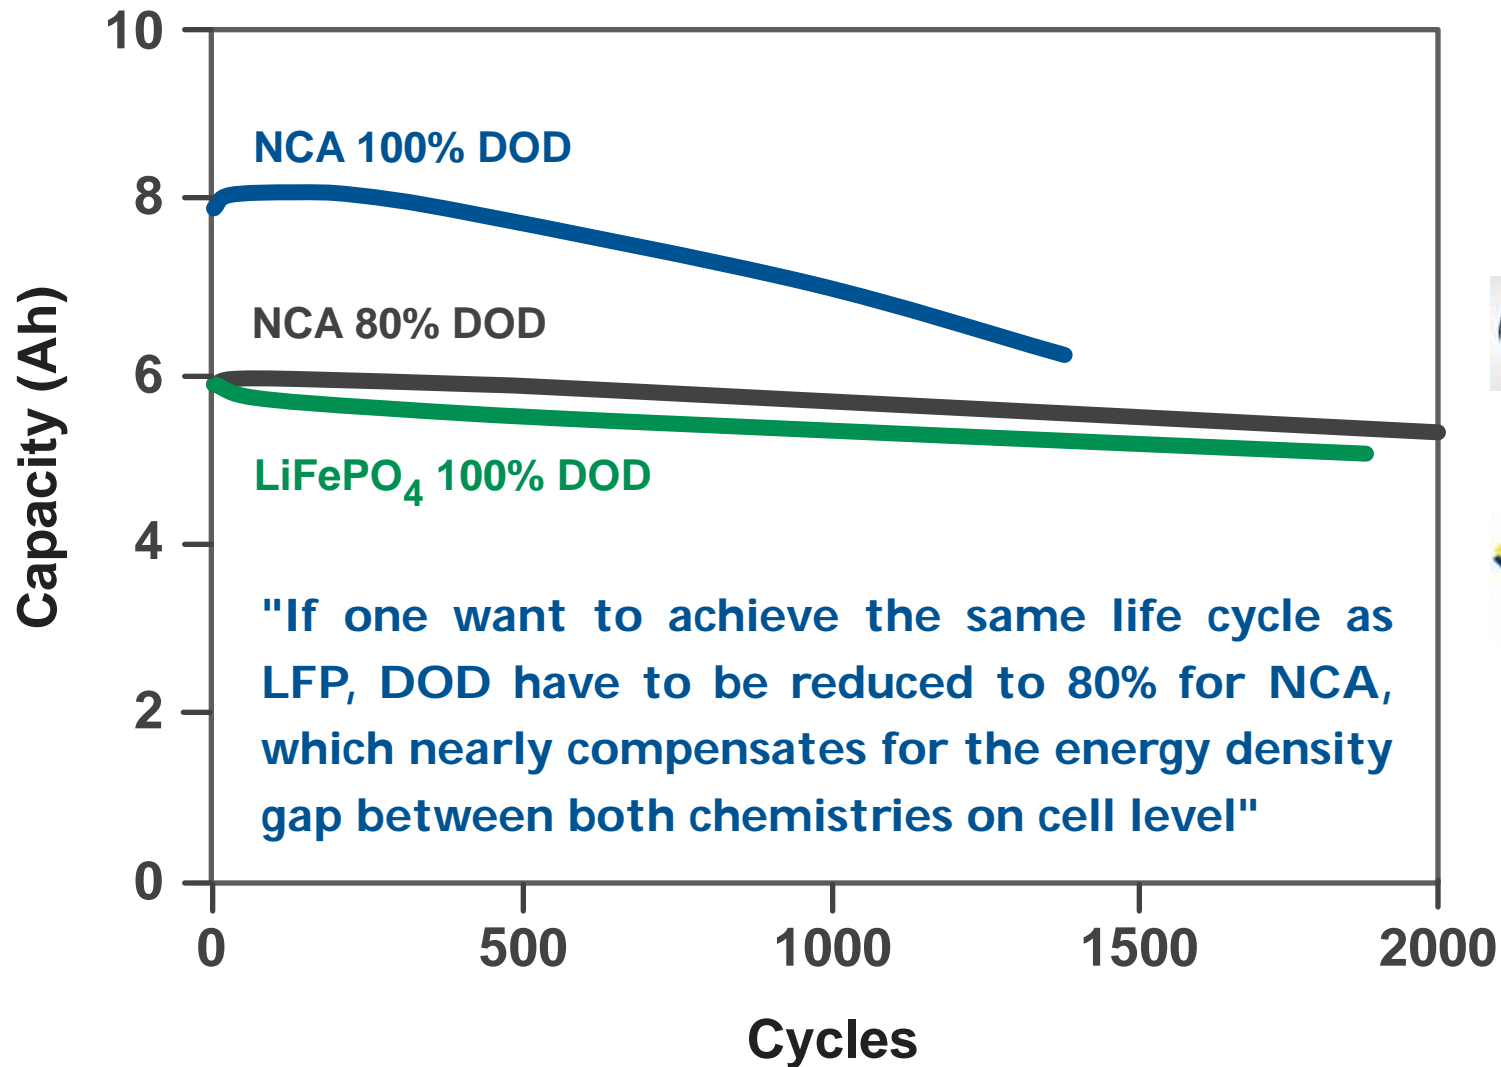 10
NCA 100% DOD
8
NCA 80% DOD
6
LiFePO4 100% DOD
4
"If one want to achieve the same life cycle as
LFP, DOD have to be reduced to 80% for NCA,
2
which nearly compensates for the energy density
gap between both chemistries on cell level"
0
0 500 1000 1500 2000
Cycles
Capacity (Ah)